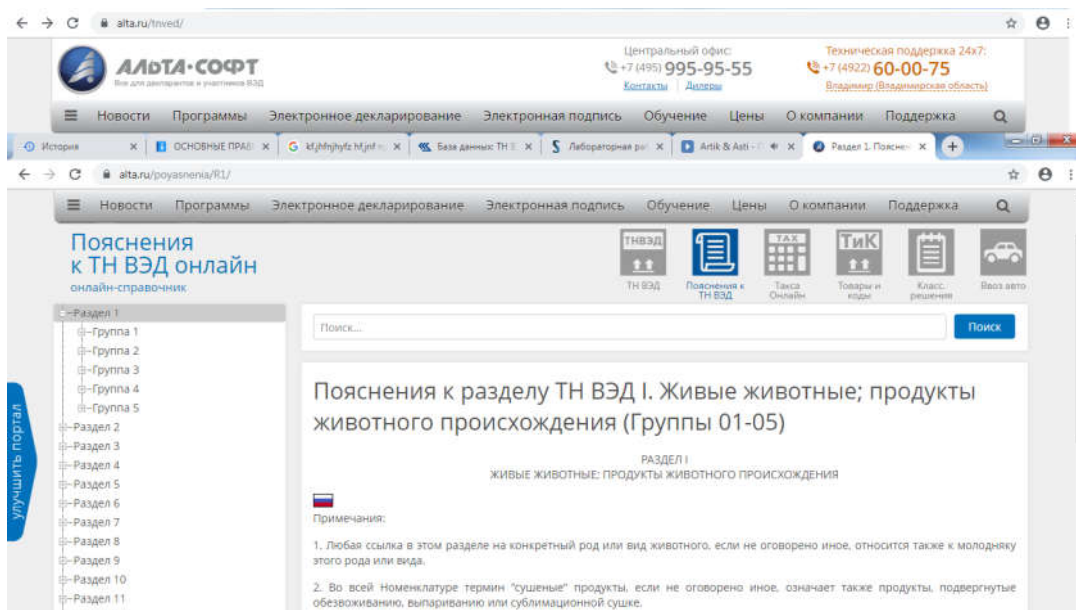 alta.ru/tnved/
АЛЬТА·СОФТ
Все для декларантов и участников ВЭД
Центральный офис:
+7 (495) 995-95-55
Контакты Дилеры
Техническая поддержка 24x7:
+7 (4922) 60-00-75
Владимир (Владимирская область)
Новости Программы Электронное декларирование Электронная подпись Обучение Цены О компании Поддержка
История ОСНОВНЫЕ ПРАВ База данных: ТН Лабораторная Artik & Asti - Раздел 1. Поясне
alta.ru/poyasnenia/R1/
Новости Программы Электронное декларирование Электронная подпись Обучение Цены О компании Поддержка
Пояснения
к ТН ВЭД онлайн
онлайн-справочник
ТНВЭД TAX ТиК
ТН ВЭД Пояснения к ТН ВЭД Такса Онлайн Товары и коды Класс. решения Ввоз авто
Раздел 1
Группа 1
Группа 2
Группа 3
Группа 4
Группа 5
Раздел 2
Раздел 3
Раздел 4
Раздел 5
Раздел 6
Раздел 7
Раздел 8
Раздел 9
Раздел 10
Раздел 11
улучшить портал
Поиск... Поиск
Пояснения к разделу ТН ВЭД I. Живые животные; продукты
животного происхождения (Группы 01-05)
РАЗДЕЛ I
ЖИВЫЕ ЖИВОТНЫЕ; ПРОДУКТЫ ЖИВОТНОГО ПРОИСХОЖДЕНИЯ
Примечания:
1. Любая ссылка в этом разделе на конкретный род или вид животного, если не оговорено иное, относится также к молодняку
этого рода или вида.
2. Во всей Номенклатуре термин "сушеные" продукты, если не оговорено иное, означает также продукты, подвергнутые
обезвоживанию, выпариванию или сублимационной сушке.